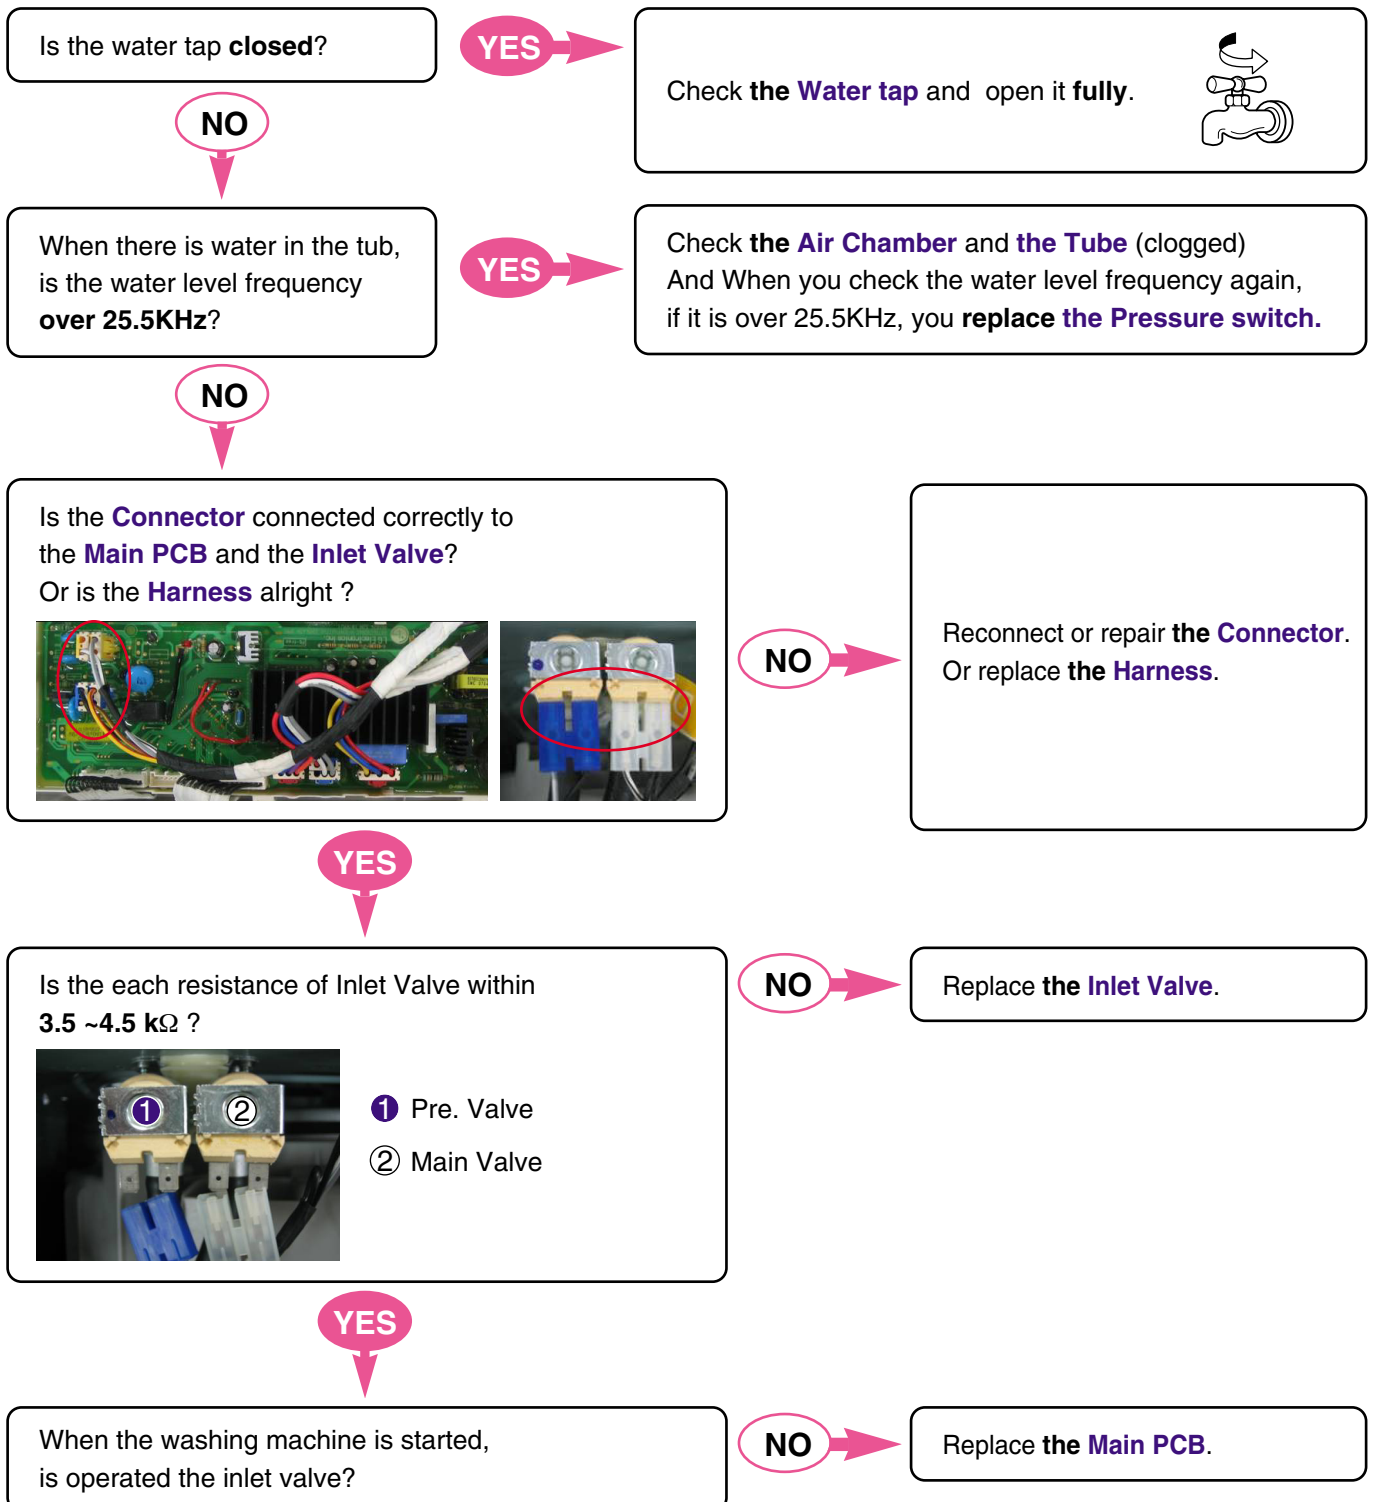 Is the water tap closed?
YES
Check the Water tap and open it fully.
NO
When there is water in the tub,
is the water level frequency
over 25.5KHz?
YES
Check the Air Chamber and the Tube (clogged)
And When you check the water level frequency again,
if it is over 25.5KHz, you replace the Pressure switch.
NO
Is the Connector connected correctly to
the Main PCB and the Inlet Valve?
Or is the Harness alright ?
NO
Reconnect or repair the Connector.
Or replace the Harness.
YES
Is the each resistance of Inlet Valve within
3.5 ~4.5 kΩ ?
1
2
❶ Pre. Valve
② Main Valve
NO
Replace the Inlet Valve.
YES
When the washing machine is started,
is operated the inlet valve?
NO
Replace the Main PCB.